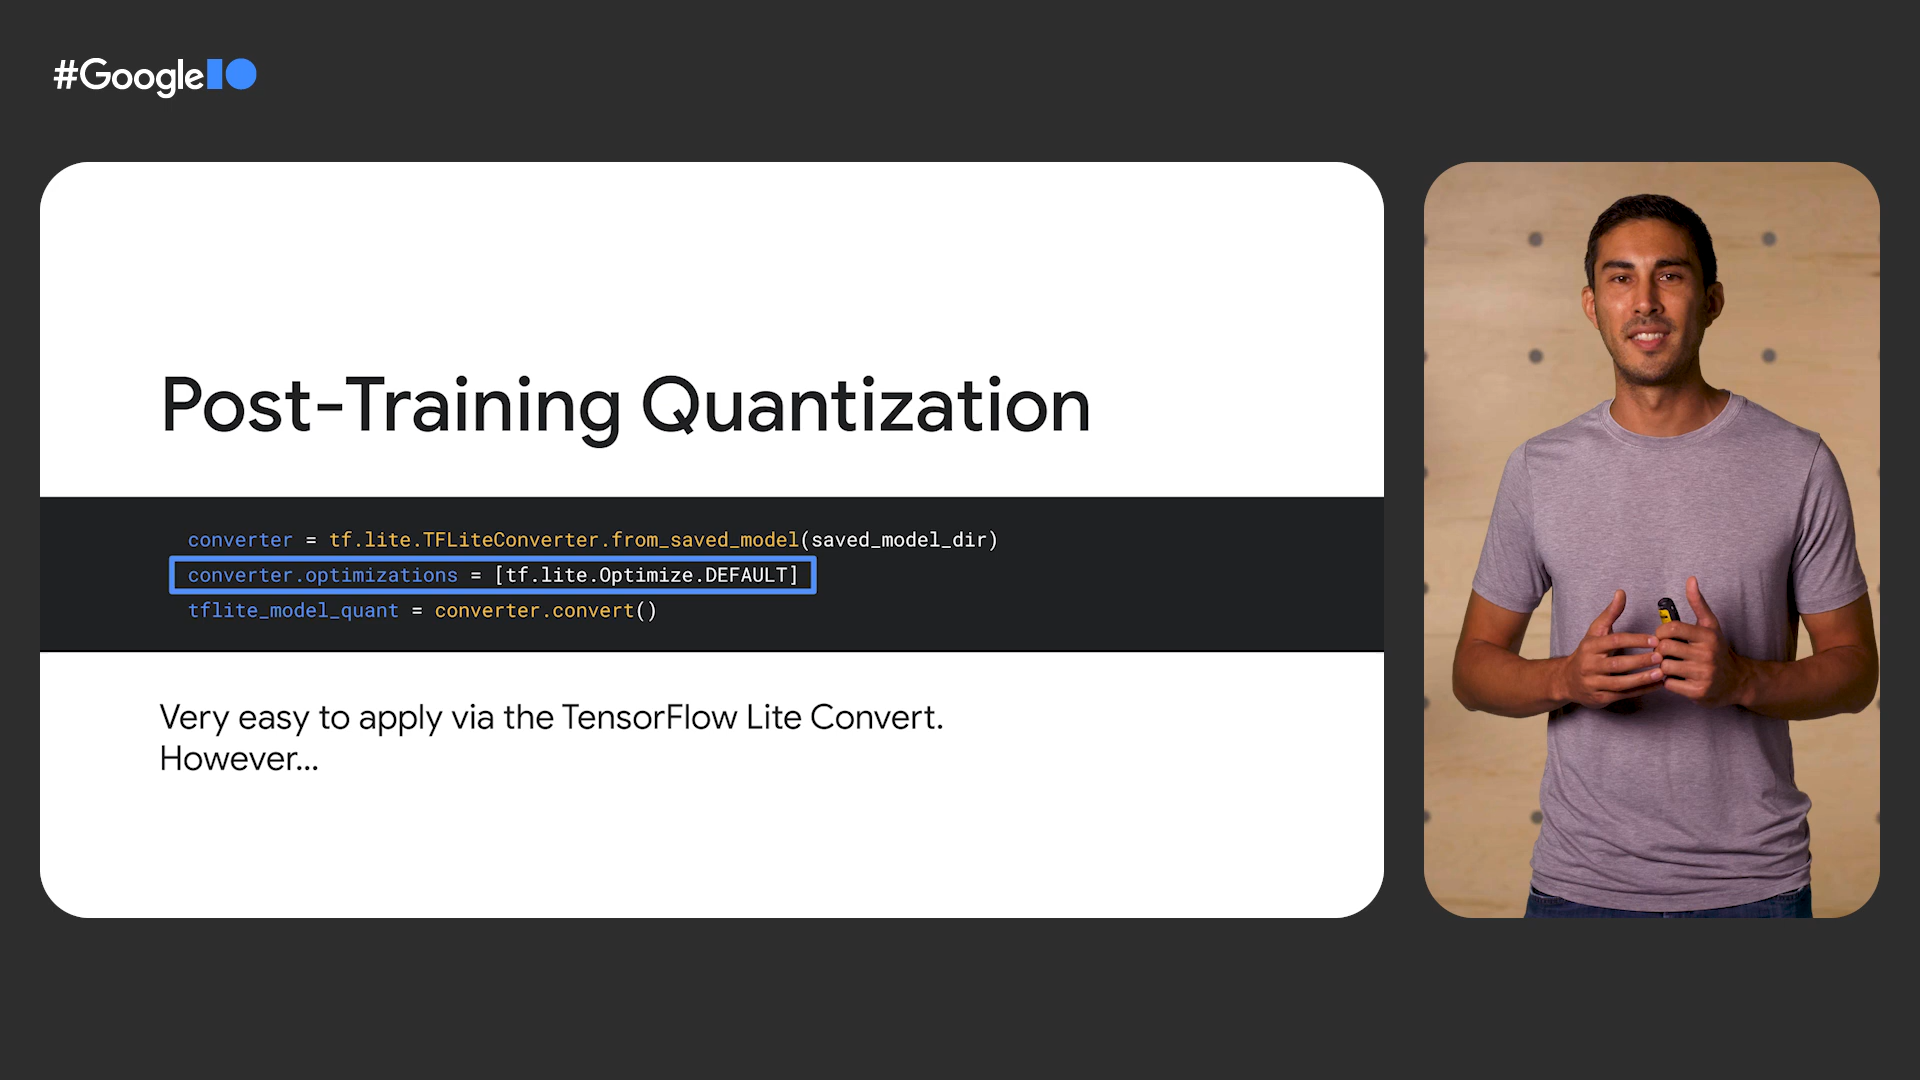 #Google
Post-Training Quantization
converter = tf.lite.TFLiteConverter.from_saved_model(saved_model_dir)
converter.optimizations = [tf.lite.Optimize.DEFAULT]
tflite_model_quant = converter.convert()
Very easy to apply via the TensorFlow Lite Convert.
However...